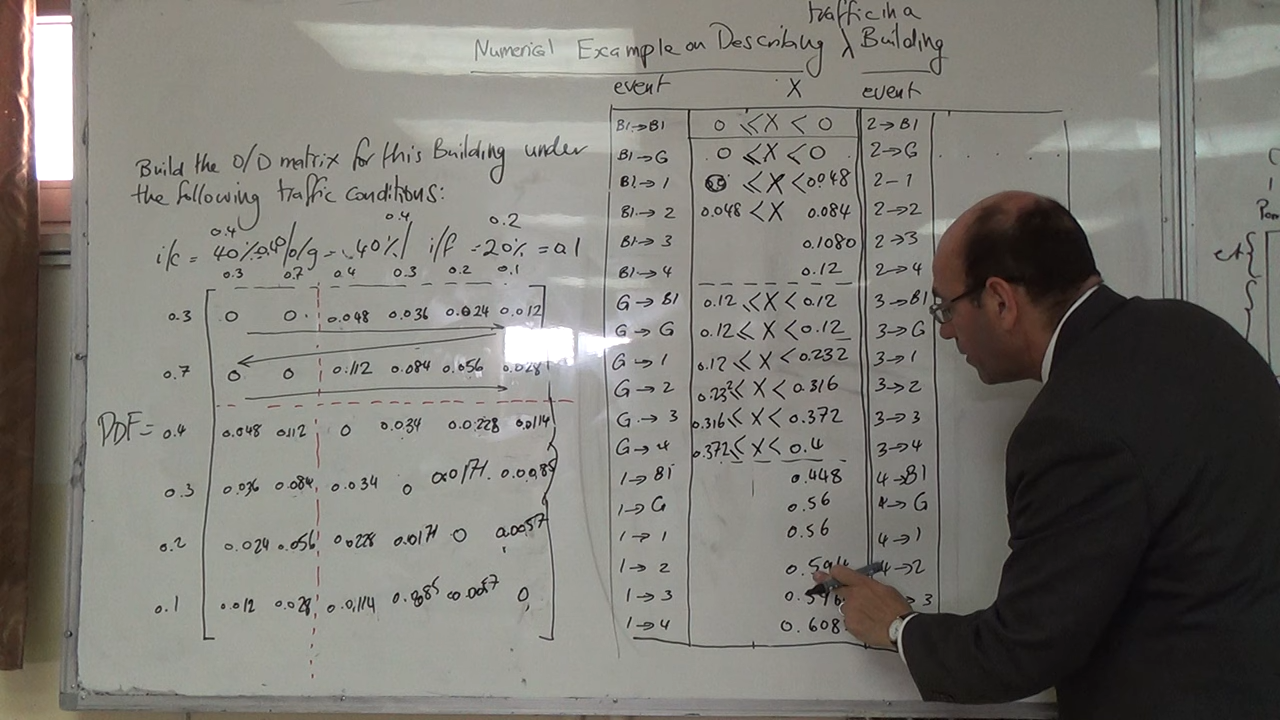 traffic in a
Numerical Example on Describing λ Building
event X event
Build the O/D matrix for this Building under
the following traffic conditions:
0.4 0.4 0.2
i/c = 40% o/g = 40% i/f = 20% = 0.1
0.3 0.7 0.4 0.3 0.2 0.1
0.3 0 0 0.048 0.036 0.024 0.012
0.7 0 0 0.112 0.084 0.056 0.028
PDF = 0.4 0.048 0.112 0 0.034 0.0228 0.0114
0.3 0.036 0.084 0.034 0 0.0171 0.0085
0.2 0.024 0.056 0.0228 0.0171 0 0.0057
0.1 0.012 0.028 0.0114 0.0085 0.0057 0
B1→B1 0 ≤ X < 0 2→B1
B1→G 0 ≤ X < 0 2→G . . . . . .
B1→1 ≤ X < 0.048 2-1
B1→2 0.048 < X 0.084 2→2
B1→3 0.1080 2→3
B1→4 0.12 2→4
G→B1 0.12 ≤ X < 0.12 3→B1
G→G 0.12 ≤ X < 0.12 3→G
G→1 0.12 ≤ X < 0.232 3→1
G→2 0.232 ≤ X < 0.316 3→2
G→3 0.316 ≤ X < 0.372 3→3
G→4 0.372 ≤ X < 0.4 3→4
1→B1 0.448 4→B1
1→G 0.56 4→G
1→1 0.56 4→1
1→2 0.594 4→2
1→3 3
1→4 0.608